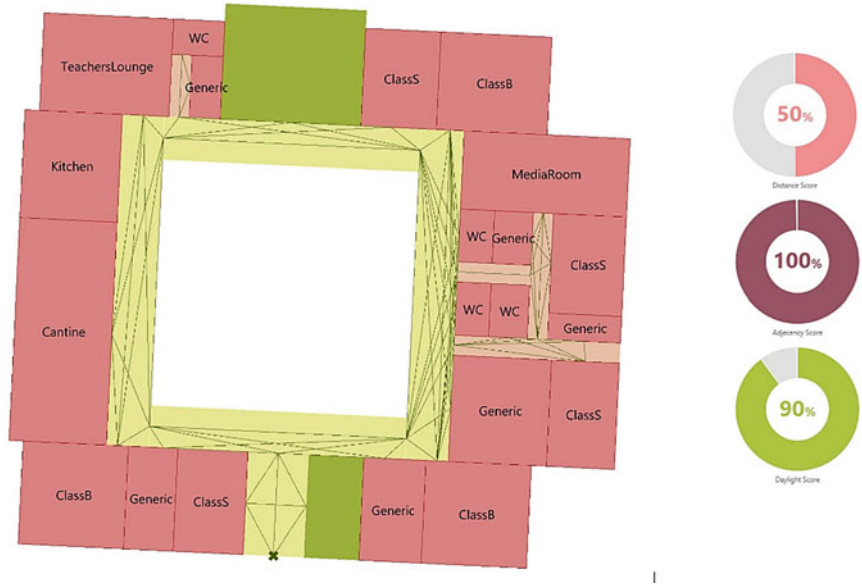 WC
TeachersLounge
Generic
ClassS
ClassB
50%
Distance Score
Kitchen
MediaRoom
WC
Generic
ClassS
100%
WC
WC
Generic
Adjecency Score
Cantine
Generic
ClassS
90%
Daylight Score
ClassB
Generic
ClassS
Generic
ClassB